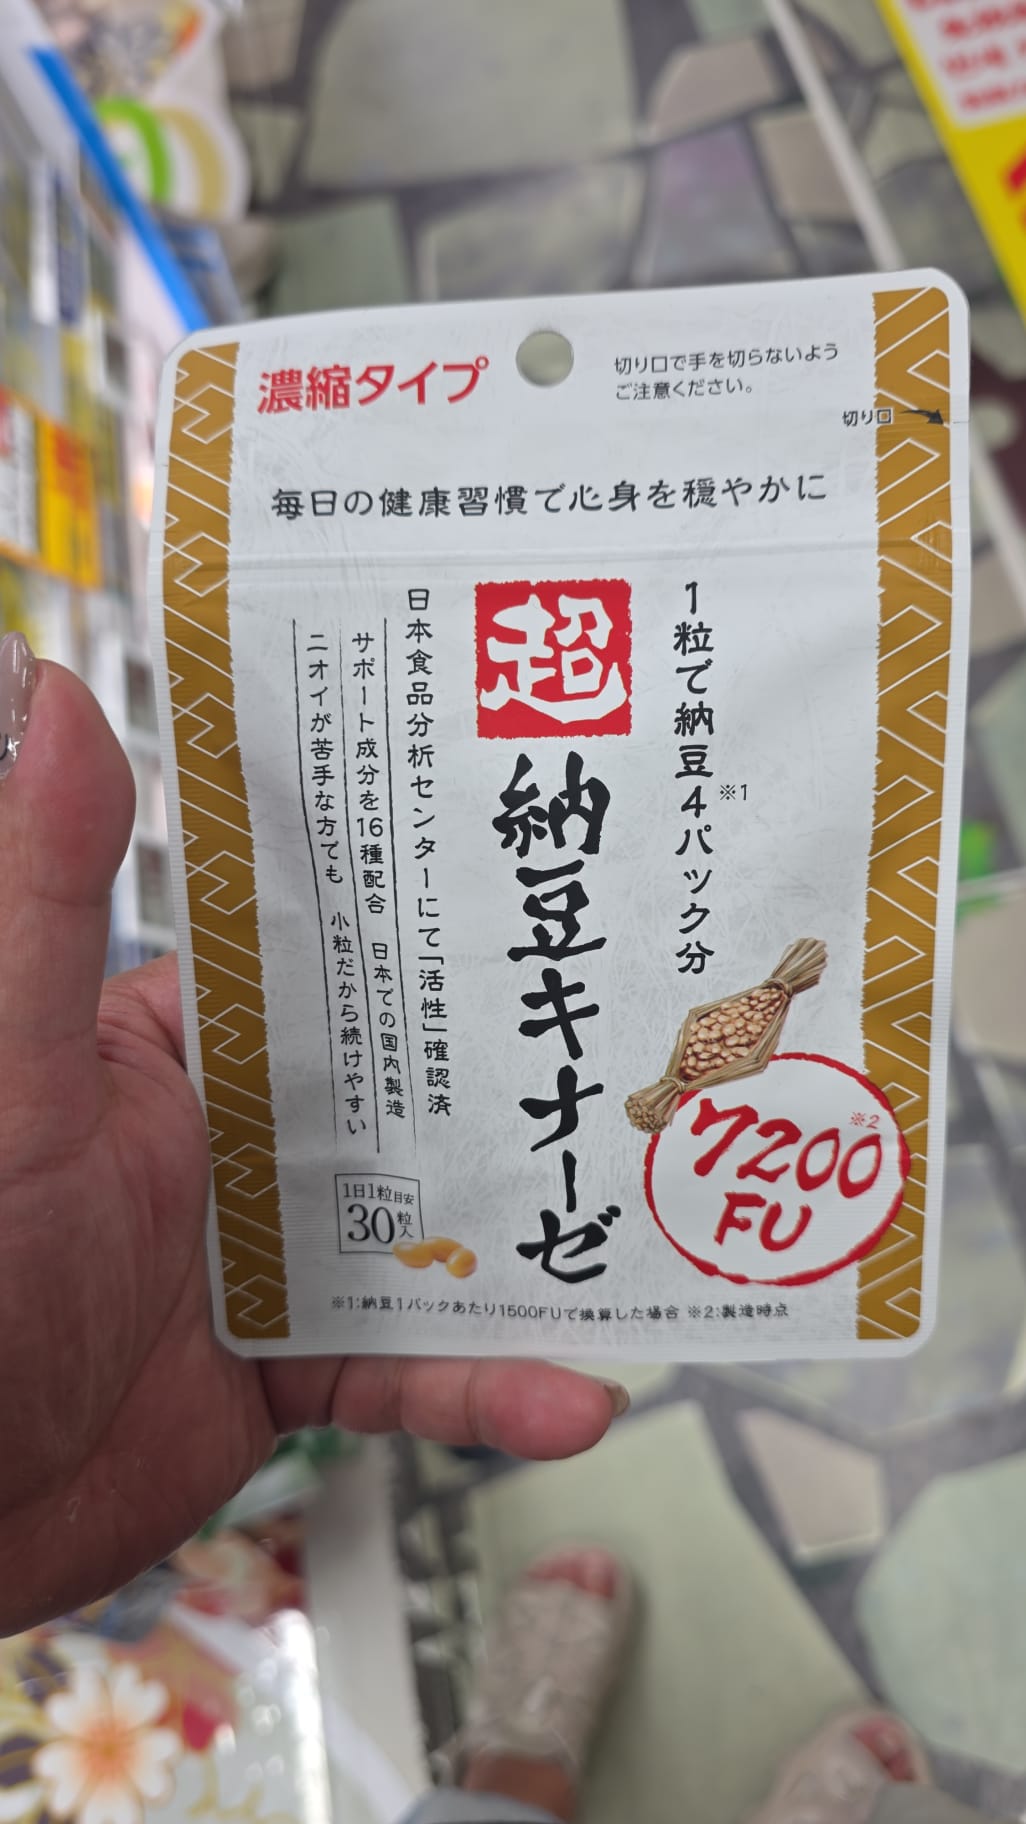 濃縮タイプ
切り口で手を切らないよう
ご注意ください。
切り口
毎日の健康習慣で心身を穏やかに
1粒で納豆4パック分
※1
超
納豆キナーゼ
日本食品分析センターにて「活性」確認済
サポート成分を16種配合 日本での国内製造
ニオイが苦手な方でも 小粒だから続けやすい
7200
※2
FU
1日1粒目安
30粒入
※1:納豆1パックあたり1500FUで換算した場合 ※2:製造時点